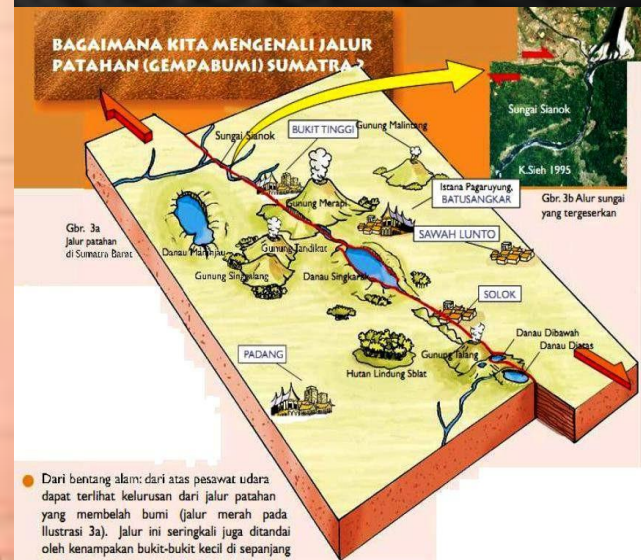 BAGAIMANA KITA MENGENALI JALUR
PATAHAN (GEMPABUMI) SUMATRA?
Sungai Sianok
BUKIT TINGGI
Gunung Malintang
Sungai Sianok
K.Sieh 1995
Gbr. 3b Alur sungai
yang tergeserkan
Gbr. 3a
Jalur patahan
di Sumatra Barat
Danau Maninjau
Gunung Merapi
Istana Pagaruyung,
BATUSANGKAR
SAWAH LUNTO
Gunung Tandikat
Gunung Singgalang
Danau Singkarak
SOLOK
Danau Dibawah
Danau Diatas
Gunung Talang
PADANG
Hutan Lindung Sblat
Dari bentang alam: dari atas pesawat udara
dapat terlihat kelurusan dari jalur patahan
yang membelah bumi (jalur merah pada
Ilustrasi 3a). Jalur ini seringkali juga ditandai
oleh kenampakan bukit-bukit kecil di sepanjang